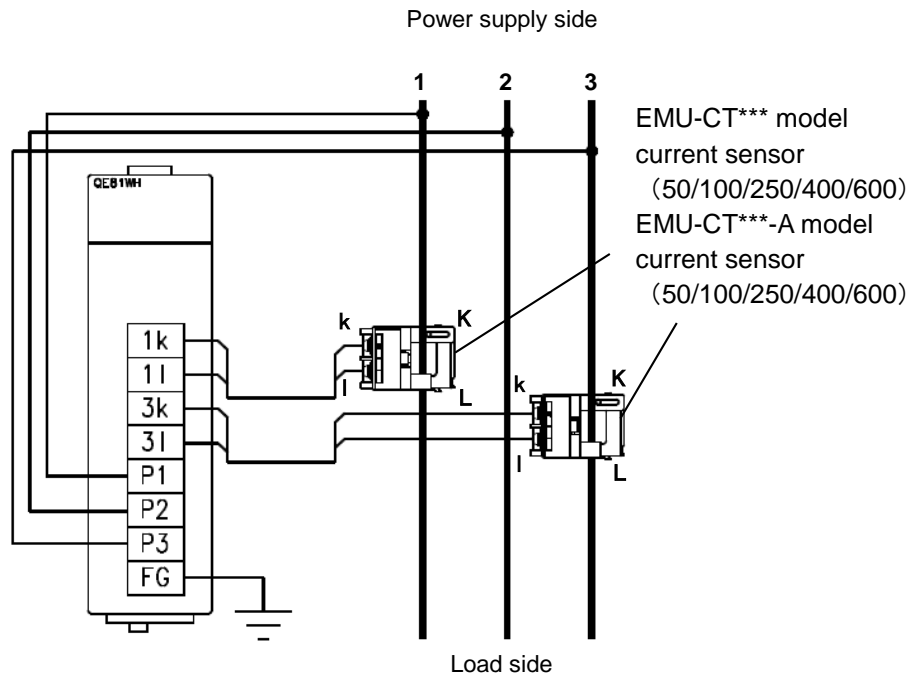 Power supply side
1 2 3
EMU-CT*** model
current sensor
（50/100/250/400/600）
EMU-CT***-A model
current sensor
（50/100/250/400/600）
QE81WH
k K
l L
k K
l L
1k
1l
3k
3l
P1
P2
P3
FG
Load side